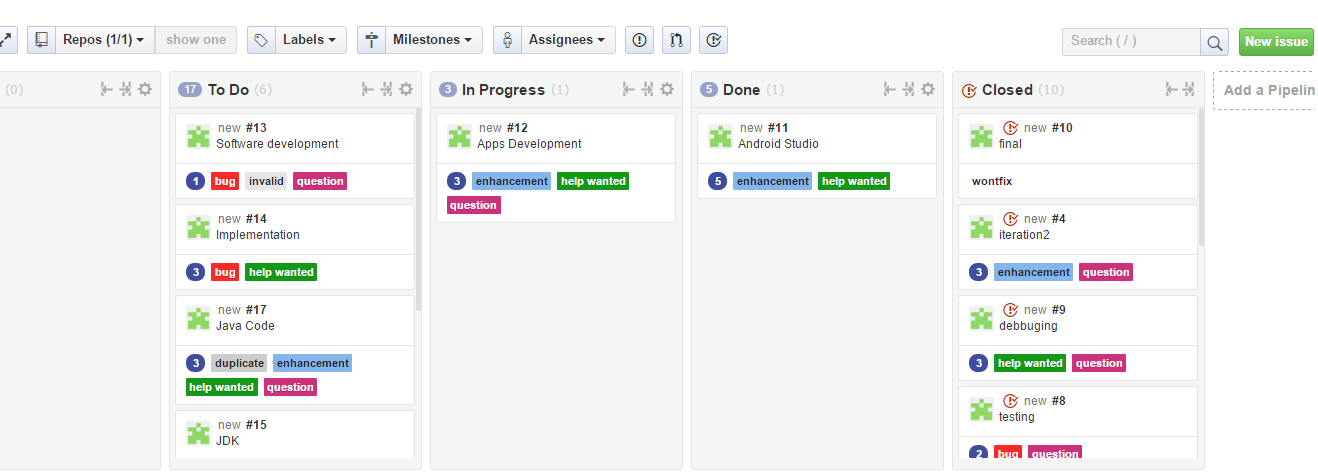 Repos (1/1) show one Labels Milestones Assignees Search ( / ) New issue
(0)
17 To Do (6)
new #13
Software development
1 bug invalid question
new #14
Implementation
3 bug help wanted
new #17
Java Code
3 duplicate enhancement
help wanted question
new #15
JDK
3 In Progress (1)
new #12
Apps Development
3 enhancement help wanted
question
5 Done (1)
new #11
Android Studio
5 enhancement help wanted
Closed (10)
new #10
final
wontfix
new #4
iteration2
3 enhancement question
new #9
debbuging
3 help wanted question
new #8
testing
2 bug question
Add a Pipelin